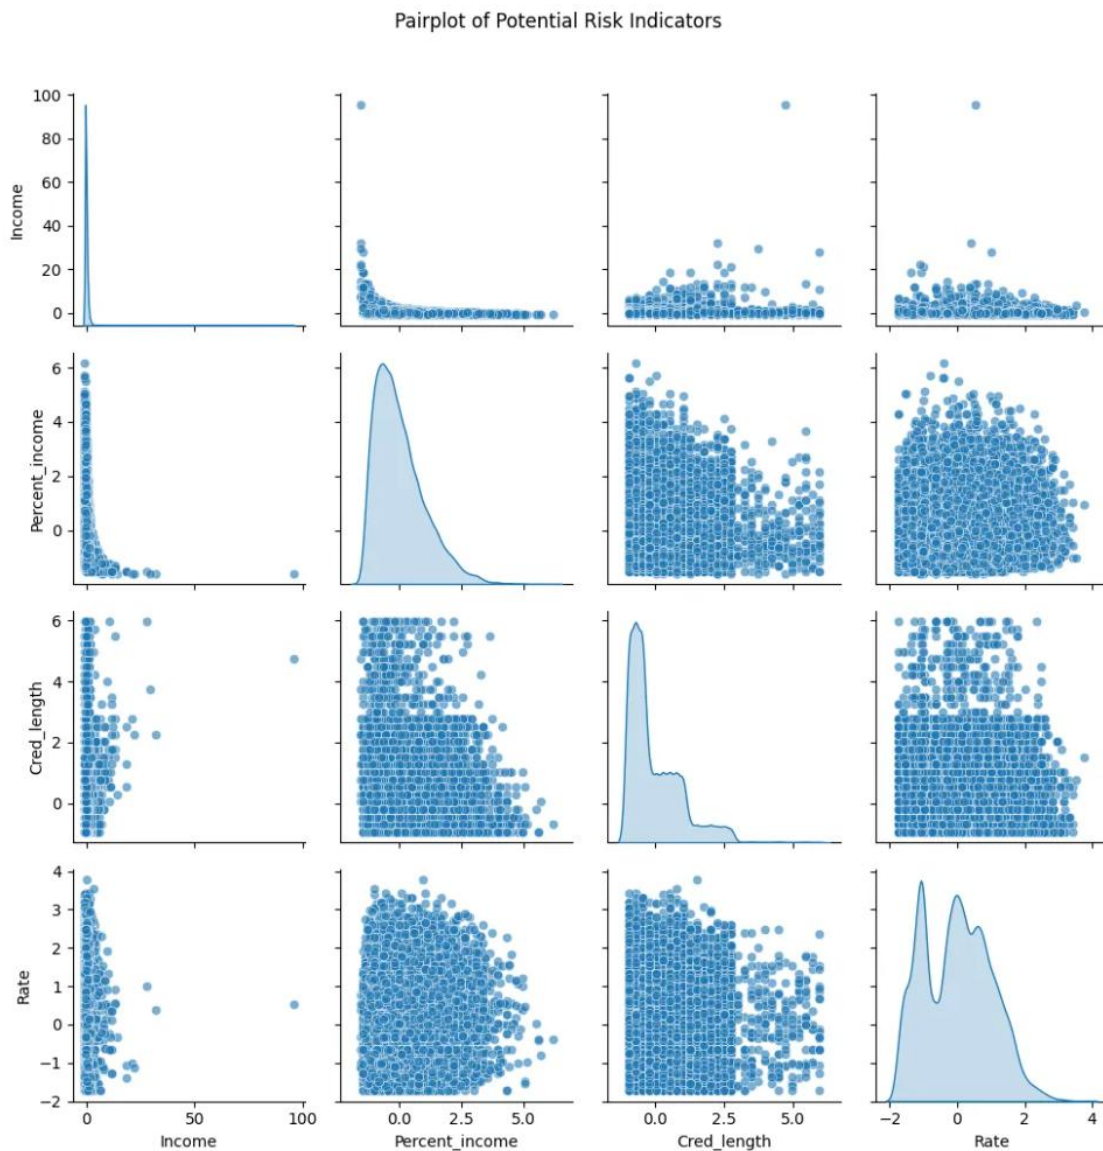 Pairplot of Potential Risk Indicators
100
80
60
40
20
0
Income
6
4
2
0
Percent_income
6
4
2
0
Cred_length
4
3
2
1
0
−1
−2
Rate
0 50 100
Income
0.0 2.5 5.0
Percent_income
0.0 2.5 5.0
Cred_length
−2 0 2 4
Rate